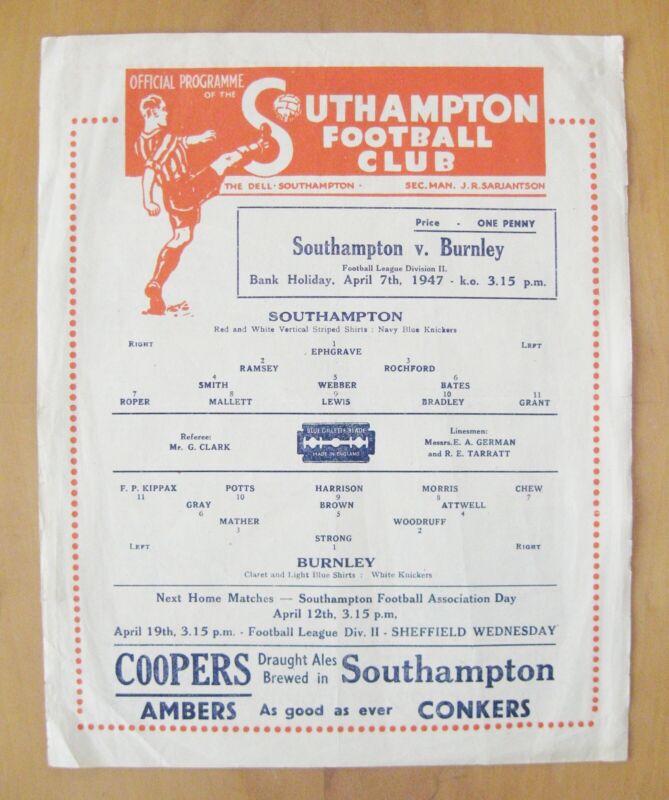 OFFICIAL PROGRAMME
OF THE
SOUTHAMPTON
FOOTBALL
CLUB
THE DELL · SOUTHAMPTON · SEC. MAN. J. R. SARJANTSON
Price - ONE PENNY
Southampton v. Burnley
Football League Division II.
Bank Holiday, April 7th, 1947 - k.o. 3.15 p.m.
SOUTHAMPTON
Red and White Vertical Striped Shirts : Navy Blue Knickers
RIGHT 1 LEFT
EPHGRAVE
2 3
RAMSEY ROCHFORD
4 5 6
SMITH WEBBER BATES
7 8 9 10 11
ROPER MALLETT LEWIS BRADLEY GRANT
Referee:
Mr. G. CLARK
BLUE GILLETTE BLADE
MADE IN ENGLAND
Linesmen:
Messrs. E. A. GERMAN
and R. E. TARRATT
F. P. KIPPAX POTTS HARRISON MORRIS CHEW
11 10 9 8 7
GRAY BROWN ATTWELL
6 5 4
MATHER WOODRUFF
3 2
STRONG
LEFT 1 RIGHT
BURNLEY
Claret and Light Blue Shirts : White Knickers
Next Home Matches — Southampton Football Association Day
April 12th, 3.15 p.m,
April 19th, 3.15 p.m. - Football League Div. II - SHEFFIELD WEDNESDAY
COOPERS Draught Ales Brewed in Southampton
AMBERS As good as ever CONKERS